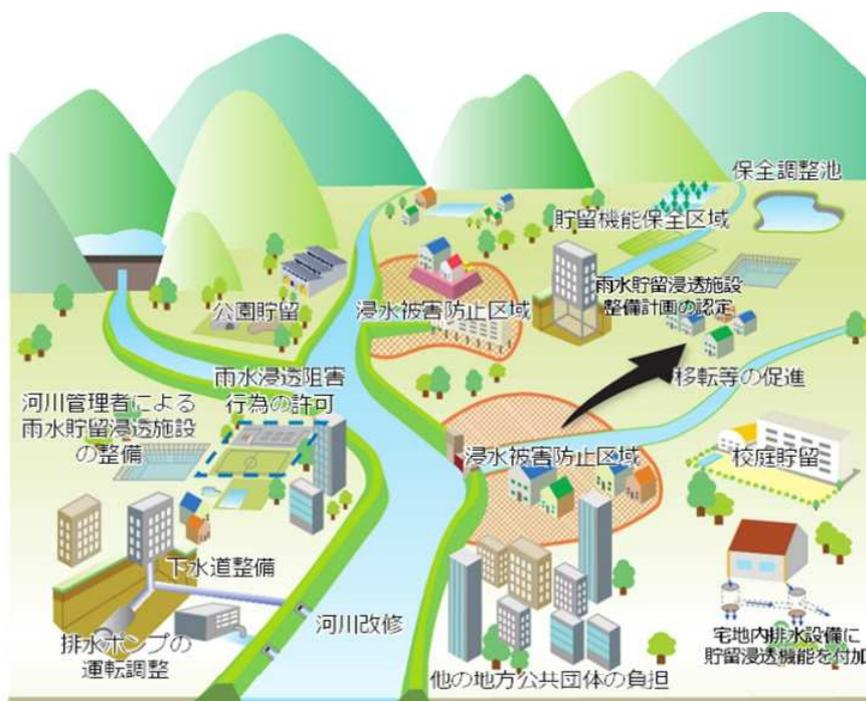 保全調整池
貯留機能保全区域
雨水貯留浸透施設
整備計画の認定
公園貯留
浸水被害防止区域
移転等の促進
雨水浸透阻害
行為の許可
河川管理者による
雨水貯留浸透施設
の整備
浸水被害防止区域
校庭貯留
下水道整備
河川改修
排水ポンプの
運転調整
宅地内排水設備に
貯留浸透機能を付加
他の地方公共団体の負担